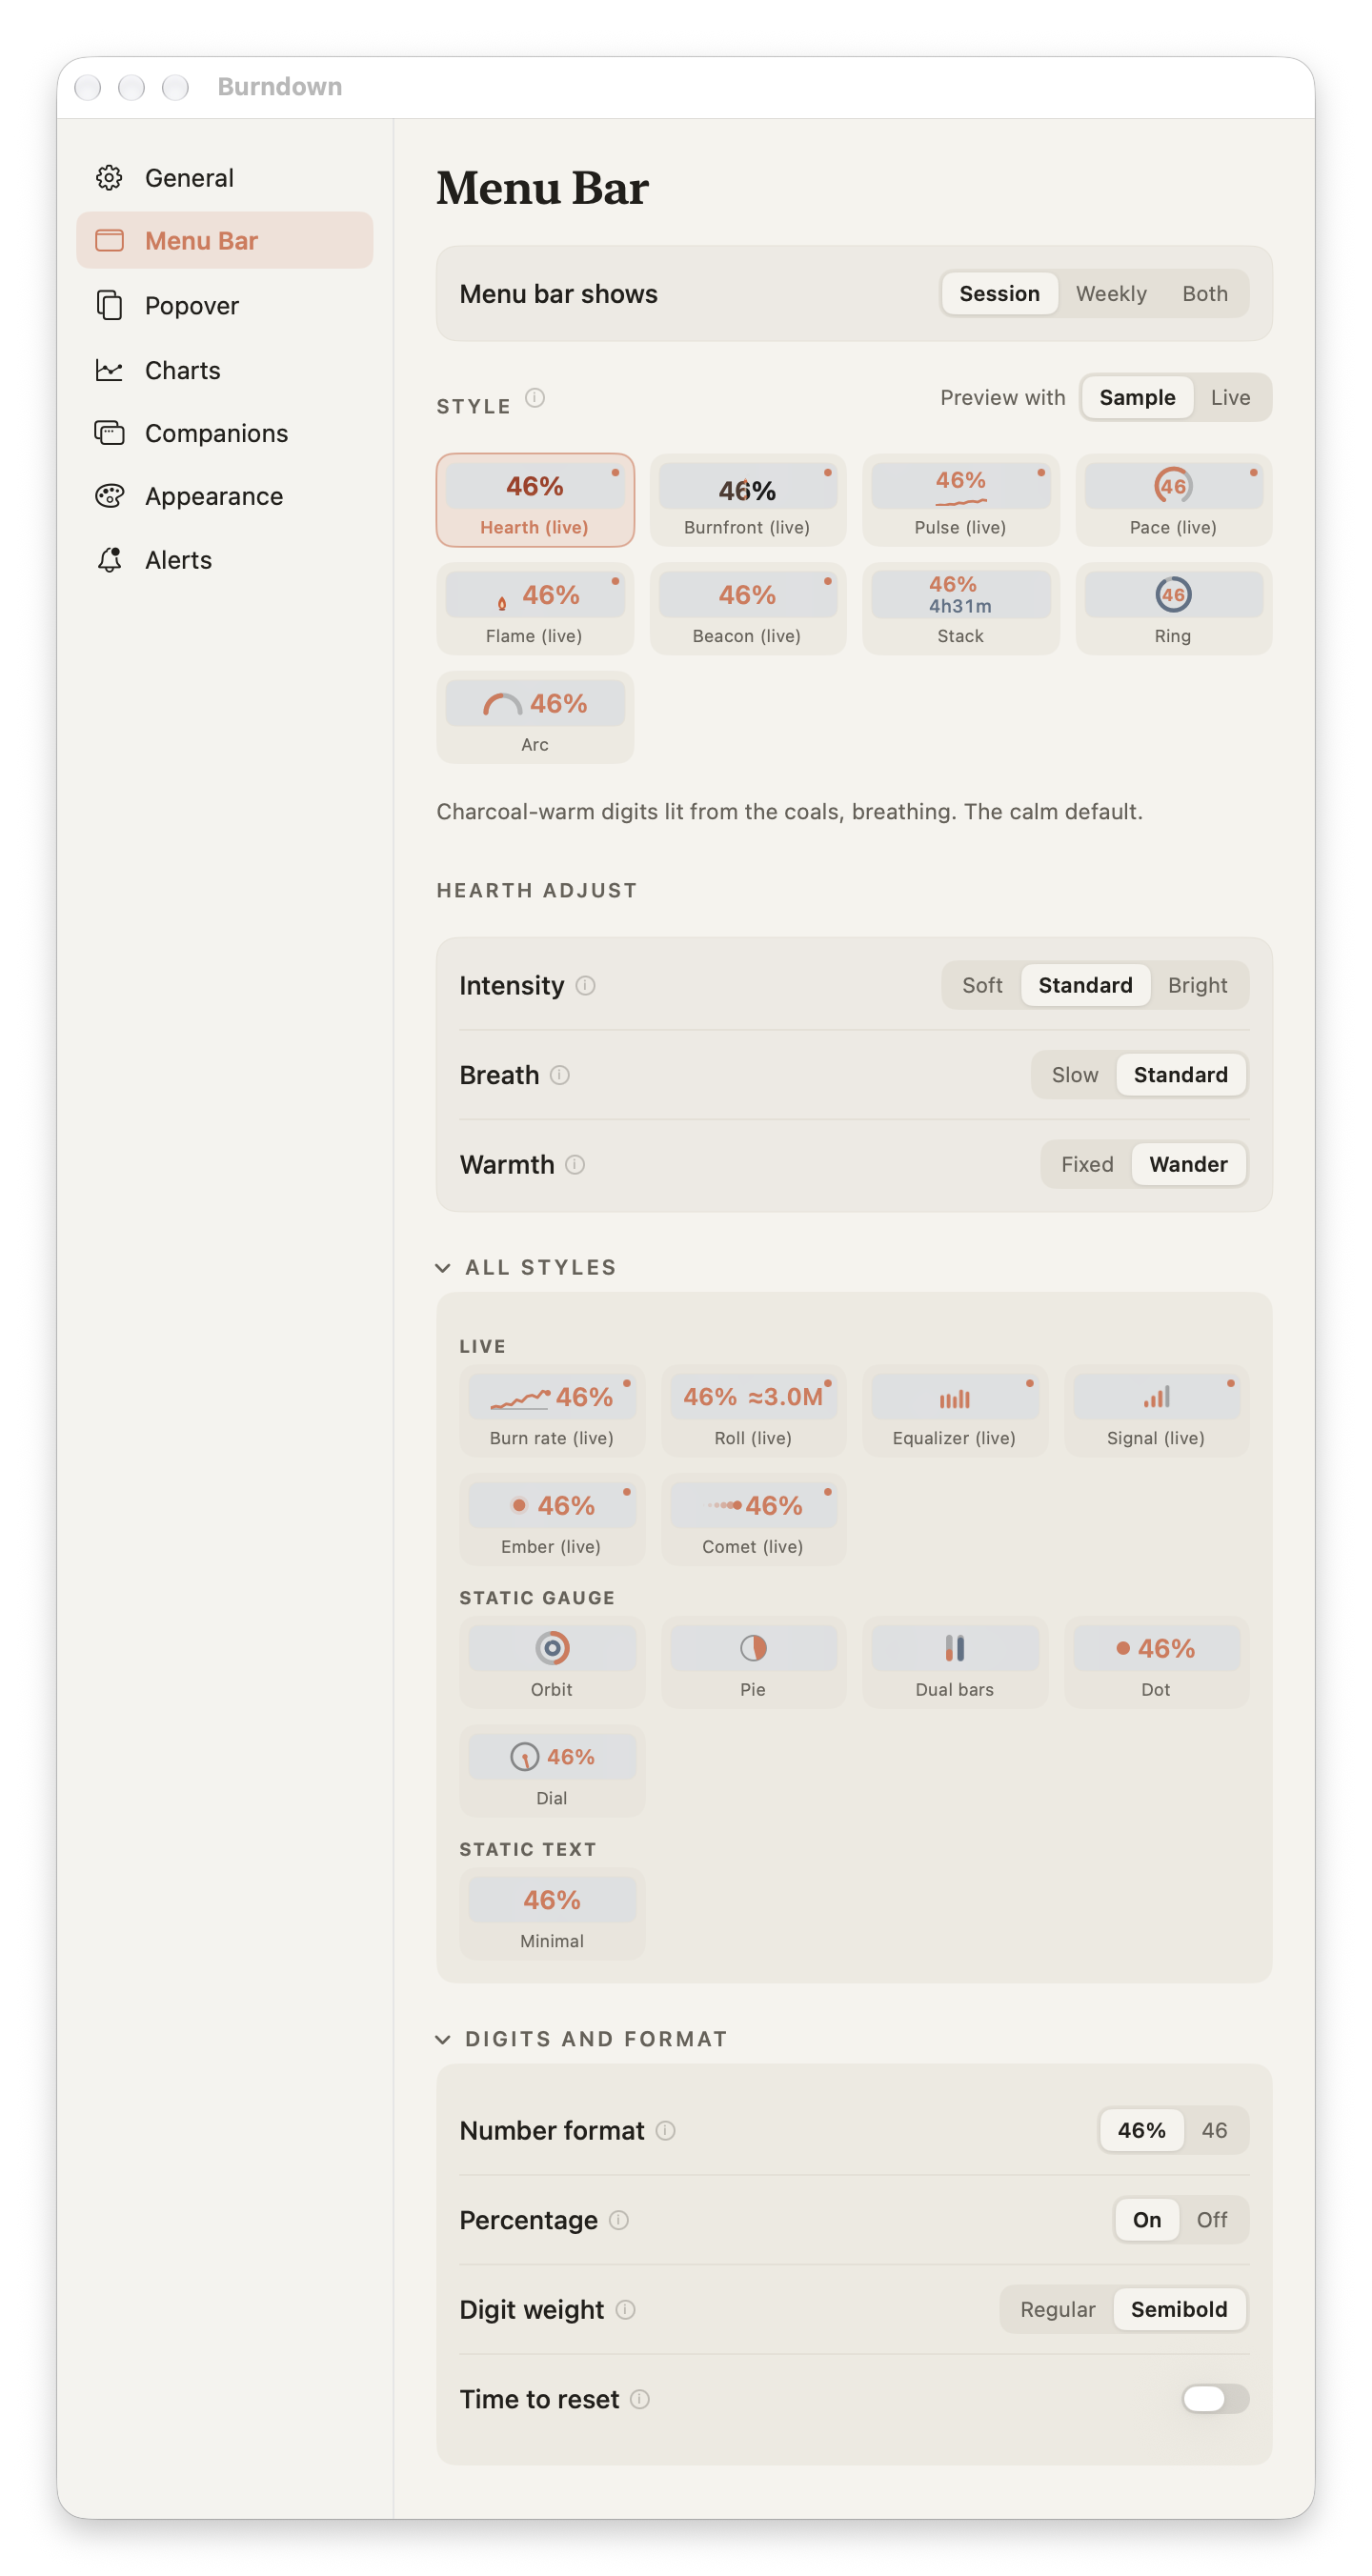 Burndown
General
Menu Bar
Popover
Charts
Companions
Appearance
Alerts
Menu Bar
Menu bar shows
Session Weekly Both
STYLE
Preview with Sample Live
46% 46% 46% 46
Hearth (live) Burnfront (live) Pulse (live) Pace (live)
46% 46% 46% 46
4h31m
Flame (live) Beacon (live) Stack Ring
46%
Arc
Charcoal-warm digits lit from the coals, breathing. The calm default.
HEARTH ADJUST
Intensity Soft Standard Bright
Breath Slow Standard
Warmth Fixed Wander
ALL STYLES
LIVE
46% 46% ≈3.0M
Burn rate (live) Roll (live) Equalizer (live) Signal (live)
46% 46%
Ember (live) Comet (live)
STATIC GAUGE
46%
Orbit Pie Dual bars Dot
46%
Dial
STATIC TEXT
46%
Minimal
DIGITS AND FORMAT
Number format 46% 46
Percentage On Off
Digit weight Regular Semibold
Time to reset